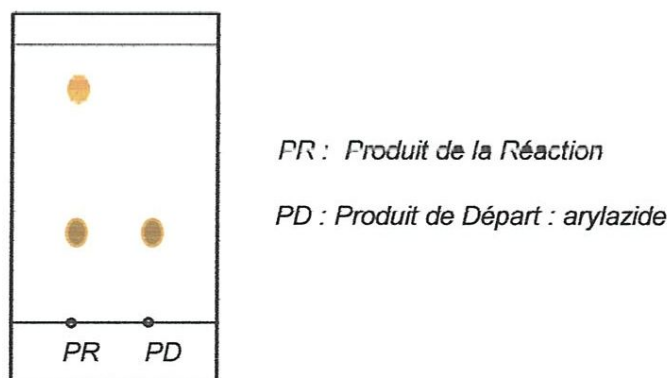 PR : Produit de la Réaction
PD : Produit de Départ : arylazide
PR PD